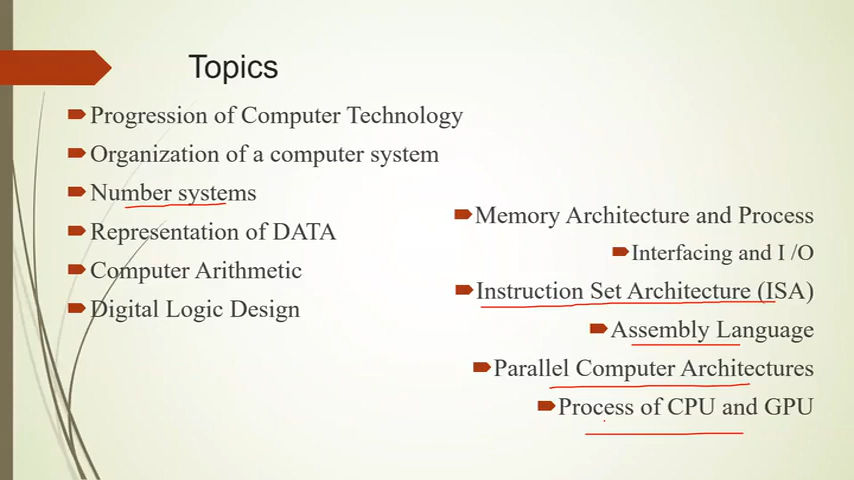 Topics
Progression of Computer Technology
Organization of a computer system
Number systems
Representation of DATA
Computer Arithmetic
Digital Logic Design
Memory Architecture and Process
Interfacing and I /O
Instruction Set Architecture (ISA)
Assembly Language
Parallel Computer Architectures
Process of CPU and GPU